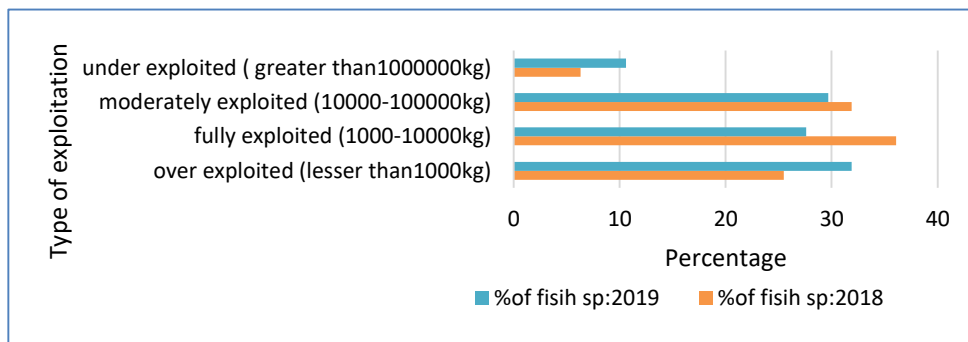 Type of exploitation
under exploited ( greater than1000000kg)
moderately exploited (10000-100000kg)
fully exploited (1000-10000kg)
over exploited (lesser than1000kg)
0 10 20 30 40
Percentage
%of fisih sp:2019 %of fisih sp:2018